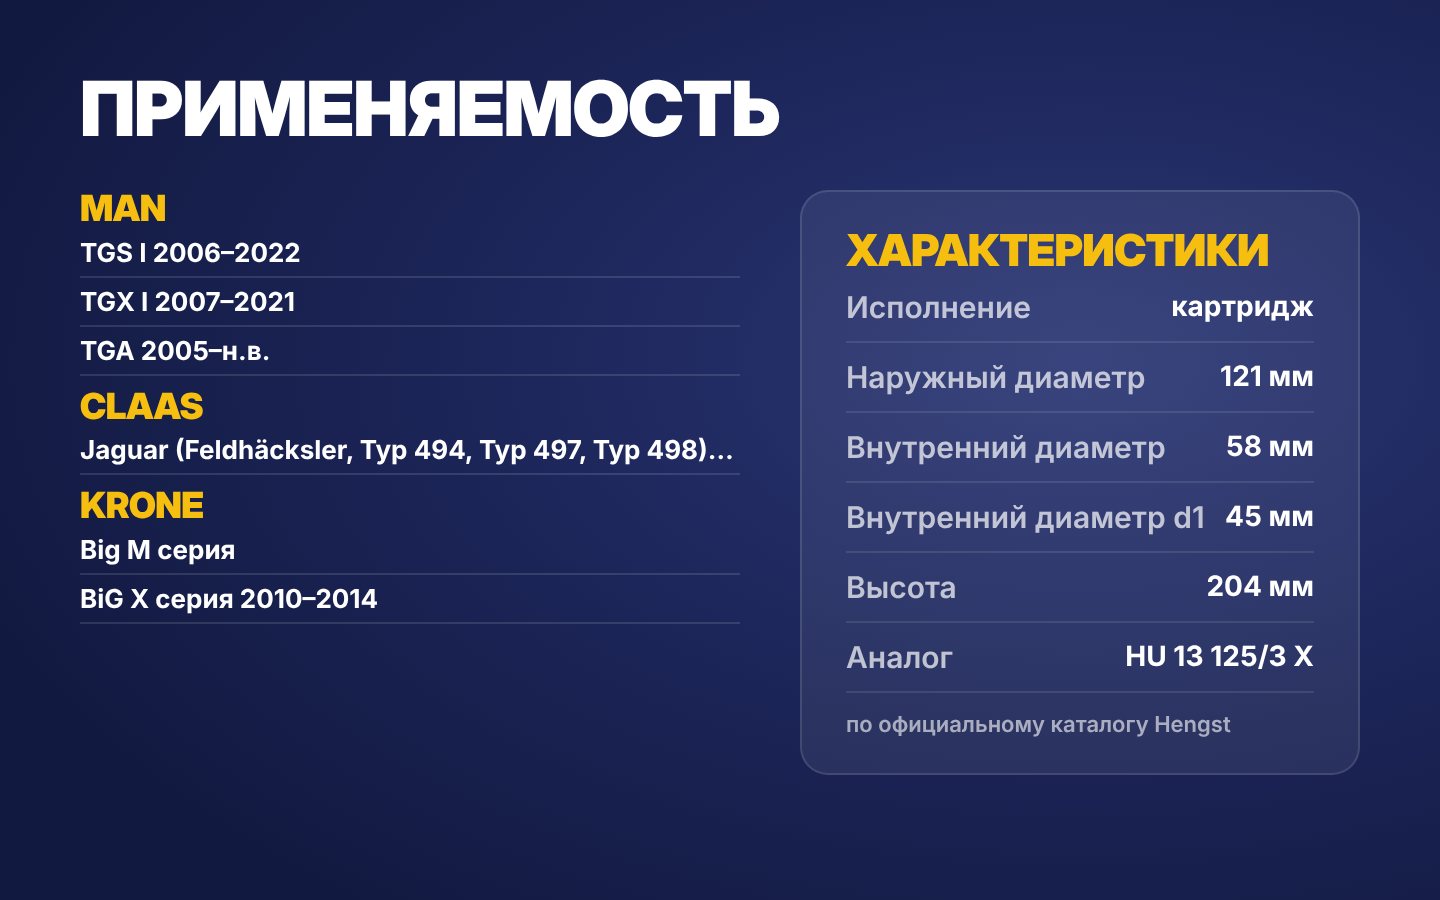 ПРИМЕНЯЕМОСТЬ
MAN
TGS I 2006–2022
TGX I 2007–2021
TGA 2005–н.в.
CLAAS
Jaguar (Feldhäcksler, Typ 494, Typ 497, Typ 498)...
KRONE
Big M серия
BiG X серия 2010–2014
ХАРАКТЕРИСТИКИ
Исполнение картридж
Наружный диаметр 121 мм
Внутренний диаметр 58 мм
Внутренний диаметр d1 45 мм
Высота 204 мм
Аналог HU 13 125/3 X
по официальному каталогу Hengst